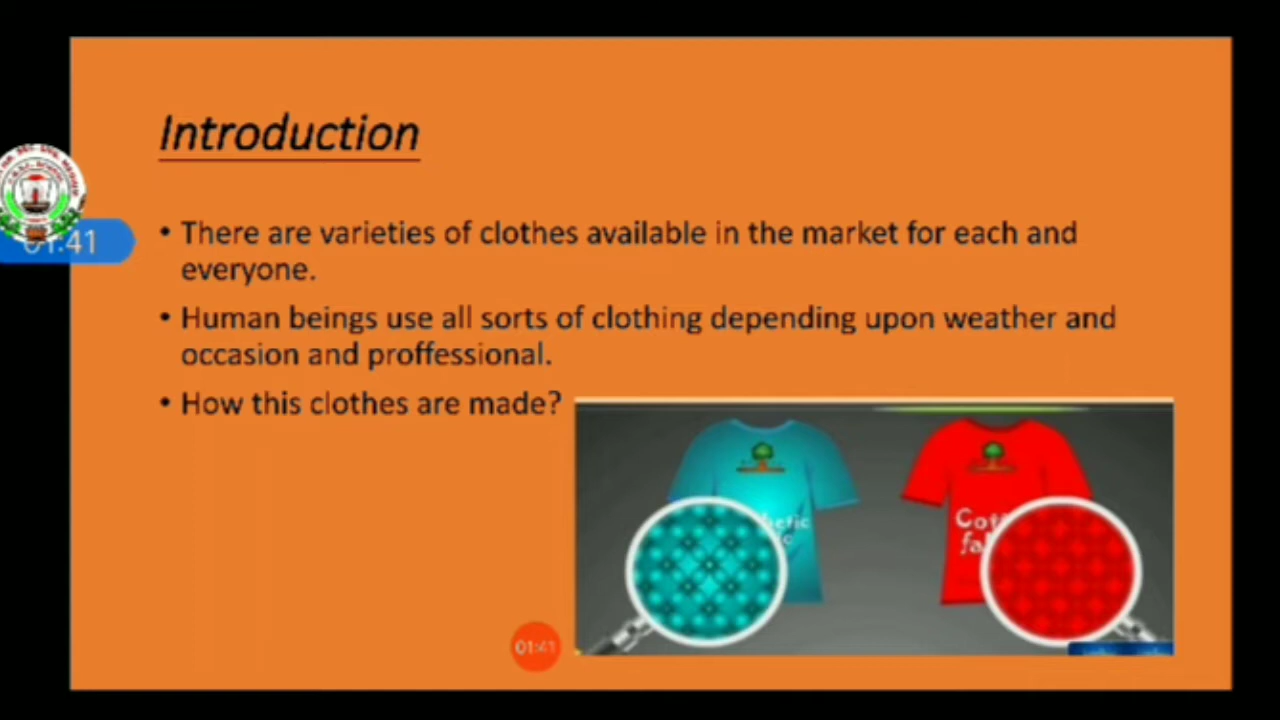 Introduction
• There are varieties of clothes available in the market for each and
everyone.
01:41
• Human beings use all sorts of clothing depending upon weather and
occasion and proffessional.
• How this clothes are made?
01:41